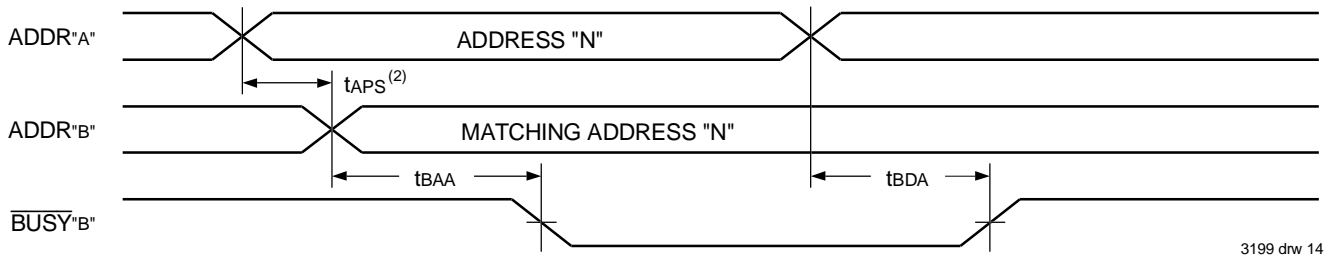 ADDR"A"
ADDRESS "N"
tAPS(2)
ADDR"B"
MATCHING ADDRESS "N"
tBAA
tBDA
BUSY"B"
3199 drw 14